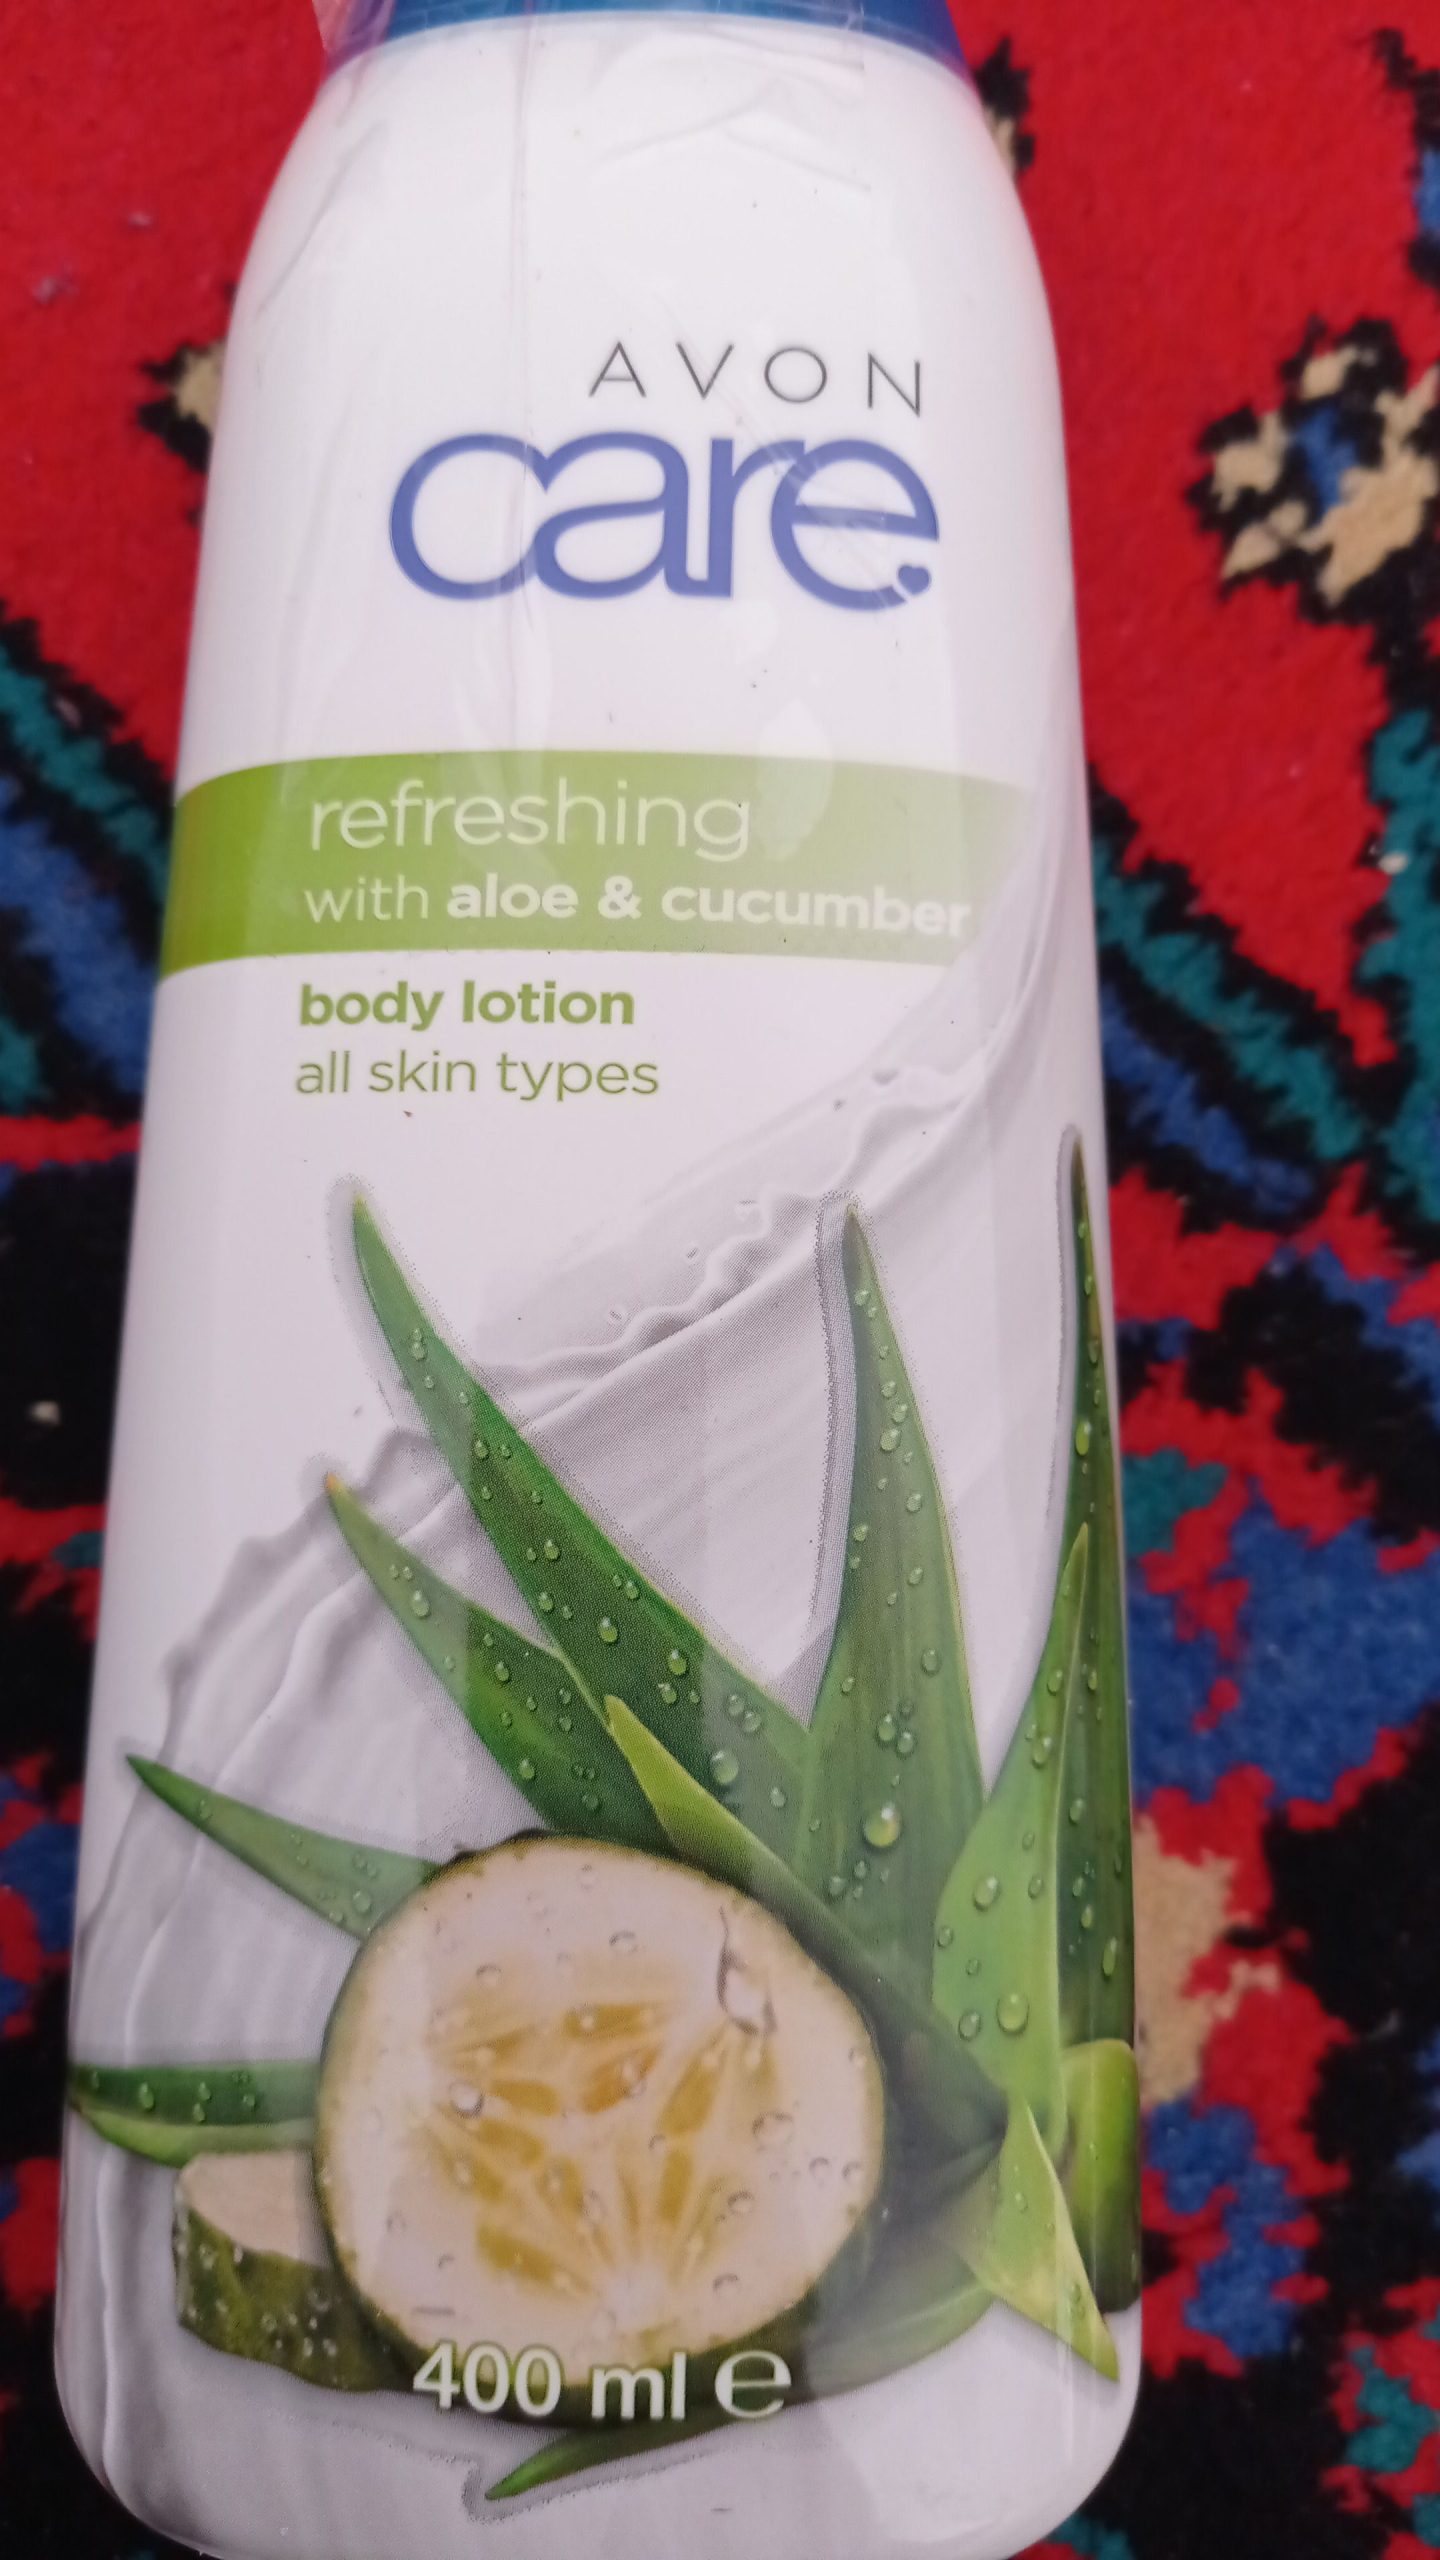 AVON
care
refreshing
with aloe & cucumber
body lotion
all skin types
400 ml ℮